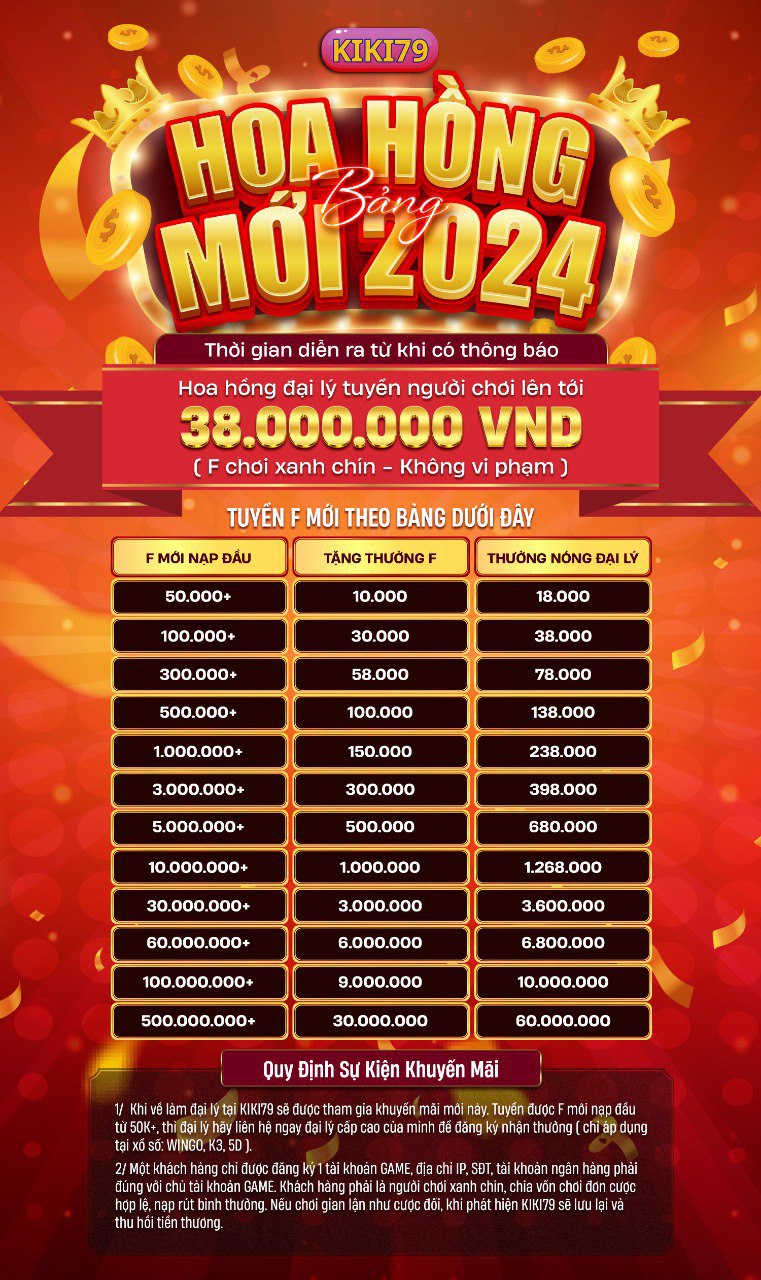 KIKI79
HOA HỒNG
Bảng
MỚI 2024
Thời gian diễn ra từ khi có thông báo
Hoa hồng đại lý tuyển người chơi lên tới
38.000.000 VND
( F chơi xanh chín - Không vi phạm )
TUYỂN F MỚI THEO BẢNG DƯỚI ĐÂY
F MỚI NẠP ĐẦU TẶNG THƯỞNG F THƯỞNG NÓNG ĐẠI LÝ
50.000+ 10.000 18.000
100.000+ 30.000 38.000
300.000+ 58.000 78.000
500.000+ 100.000 138.000
1.000.000+ 150.000 238.000
3.000.000+ 300.000 398.000
5.000.000+ 500.000 680.000
10.000.000+ 1.000.000 1.268.000
30.000.000+ 3.000.000 3.600.000
60.000.000+ 6.000.000 6.800.000
100.000.000+ 9.000.000 10.000.000
500.000.000+ 30.000.000 60.000.000
Quy Định Sự Kiện Khuyến Mãi
1/ Khi về làm đại lý tại KIKI79 sẽ được tham gia khuyến mãi mới này. Tuyển được F mới nạp đầu
từ 50K+, thì đại lý hãy liên hệ ngay đại lý cấp cao của mình để đăng ký nhận thưởng ( chỉ áp dụng
tại xổ số: WINGO, K3, 5D ).
2/ Một khách hàng chỉ được đăng ký 1 tài khoản GAME, địa chỉ IP, SĐT, tài khoản ngân hàng phải
đúng với chủ tài khoản GAME. Khách hàng phải là người chơi xanh chín, chia vốn chơi đơn cược
hợp lệ, nạp rút bình thường. Nếu chơi gian lận như cược đối, khi phát hiện KIKI79 sẽ lưu lại và
thu hồi tiền thưởng.